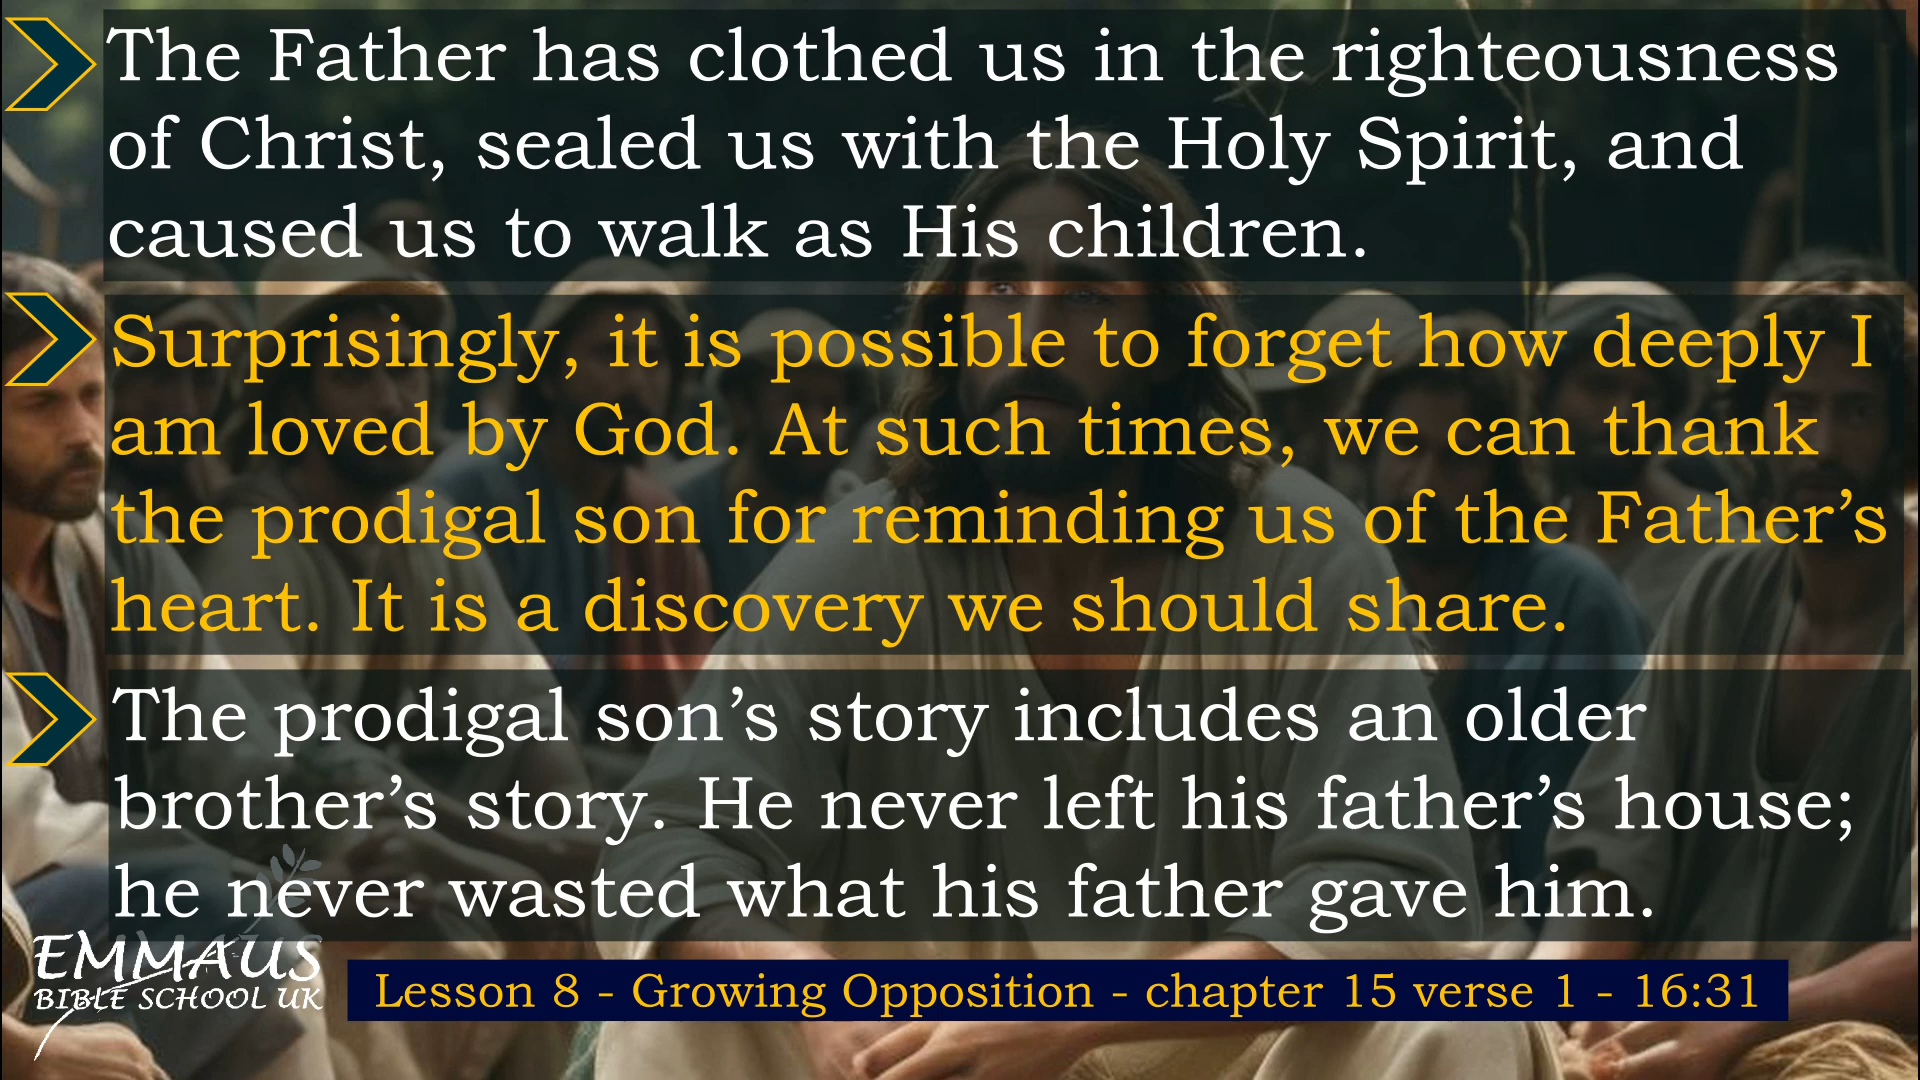 The Father has clothed us in the righteousness
of Christ, sealed us with the Holy Spirit, and
caused us to walk as His children.
Surprisingly, it is possible to forget how deeply I
am loved by God. At such times, we can thank
the prodigal son for reminding us of the Father’s
heart. It is a discovery we should share.
The prodigal son’s story includes an older
brother’s story. He never left his father’s house;
he never wasted what his father gave him.
EMMAUS
BIBLE SCHOOL UK
Lesson 8 - Growing Opposition - chapter 15 verse 1 - 16:31